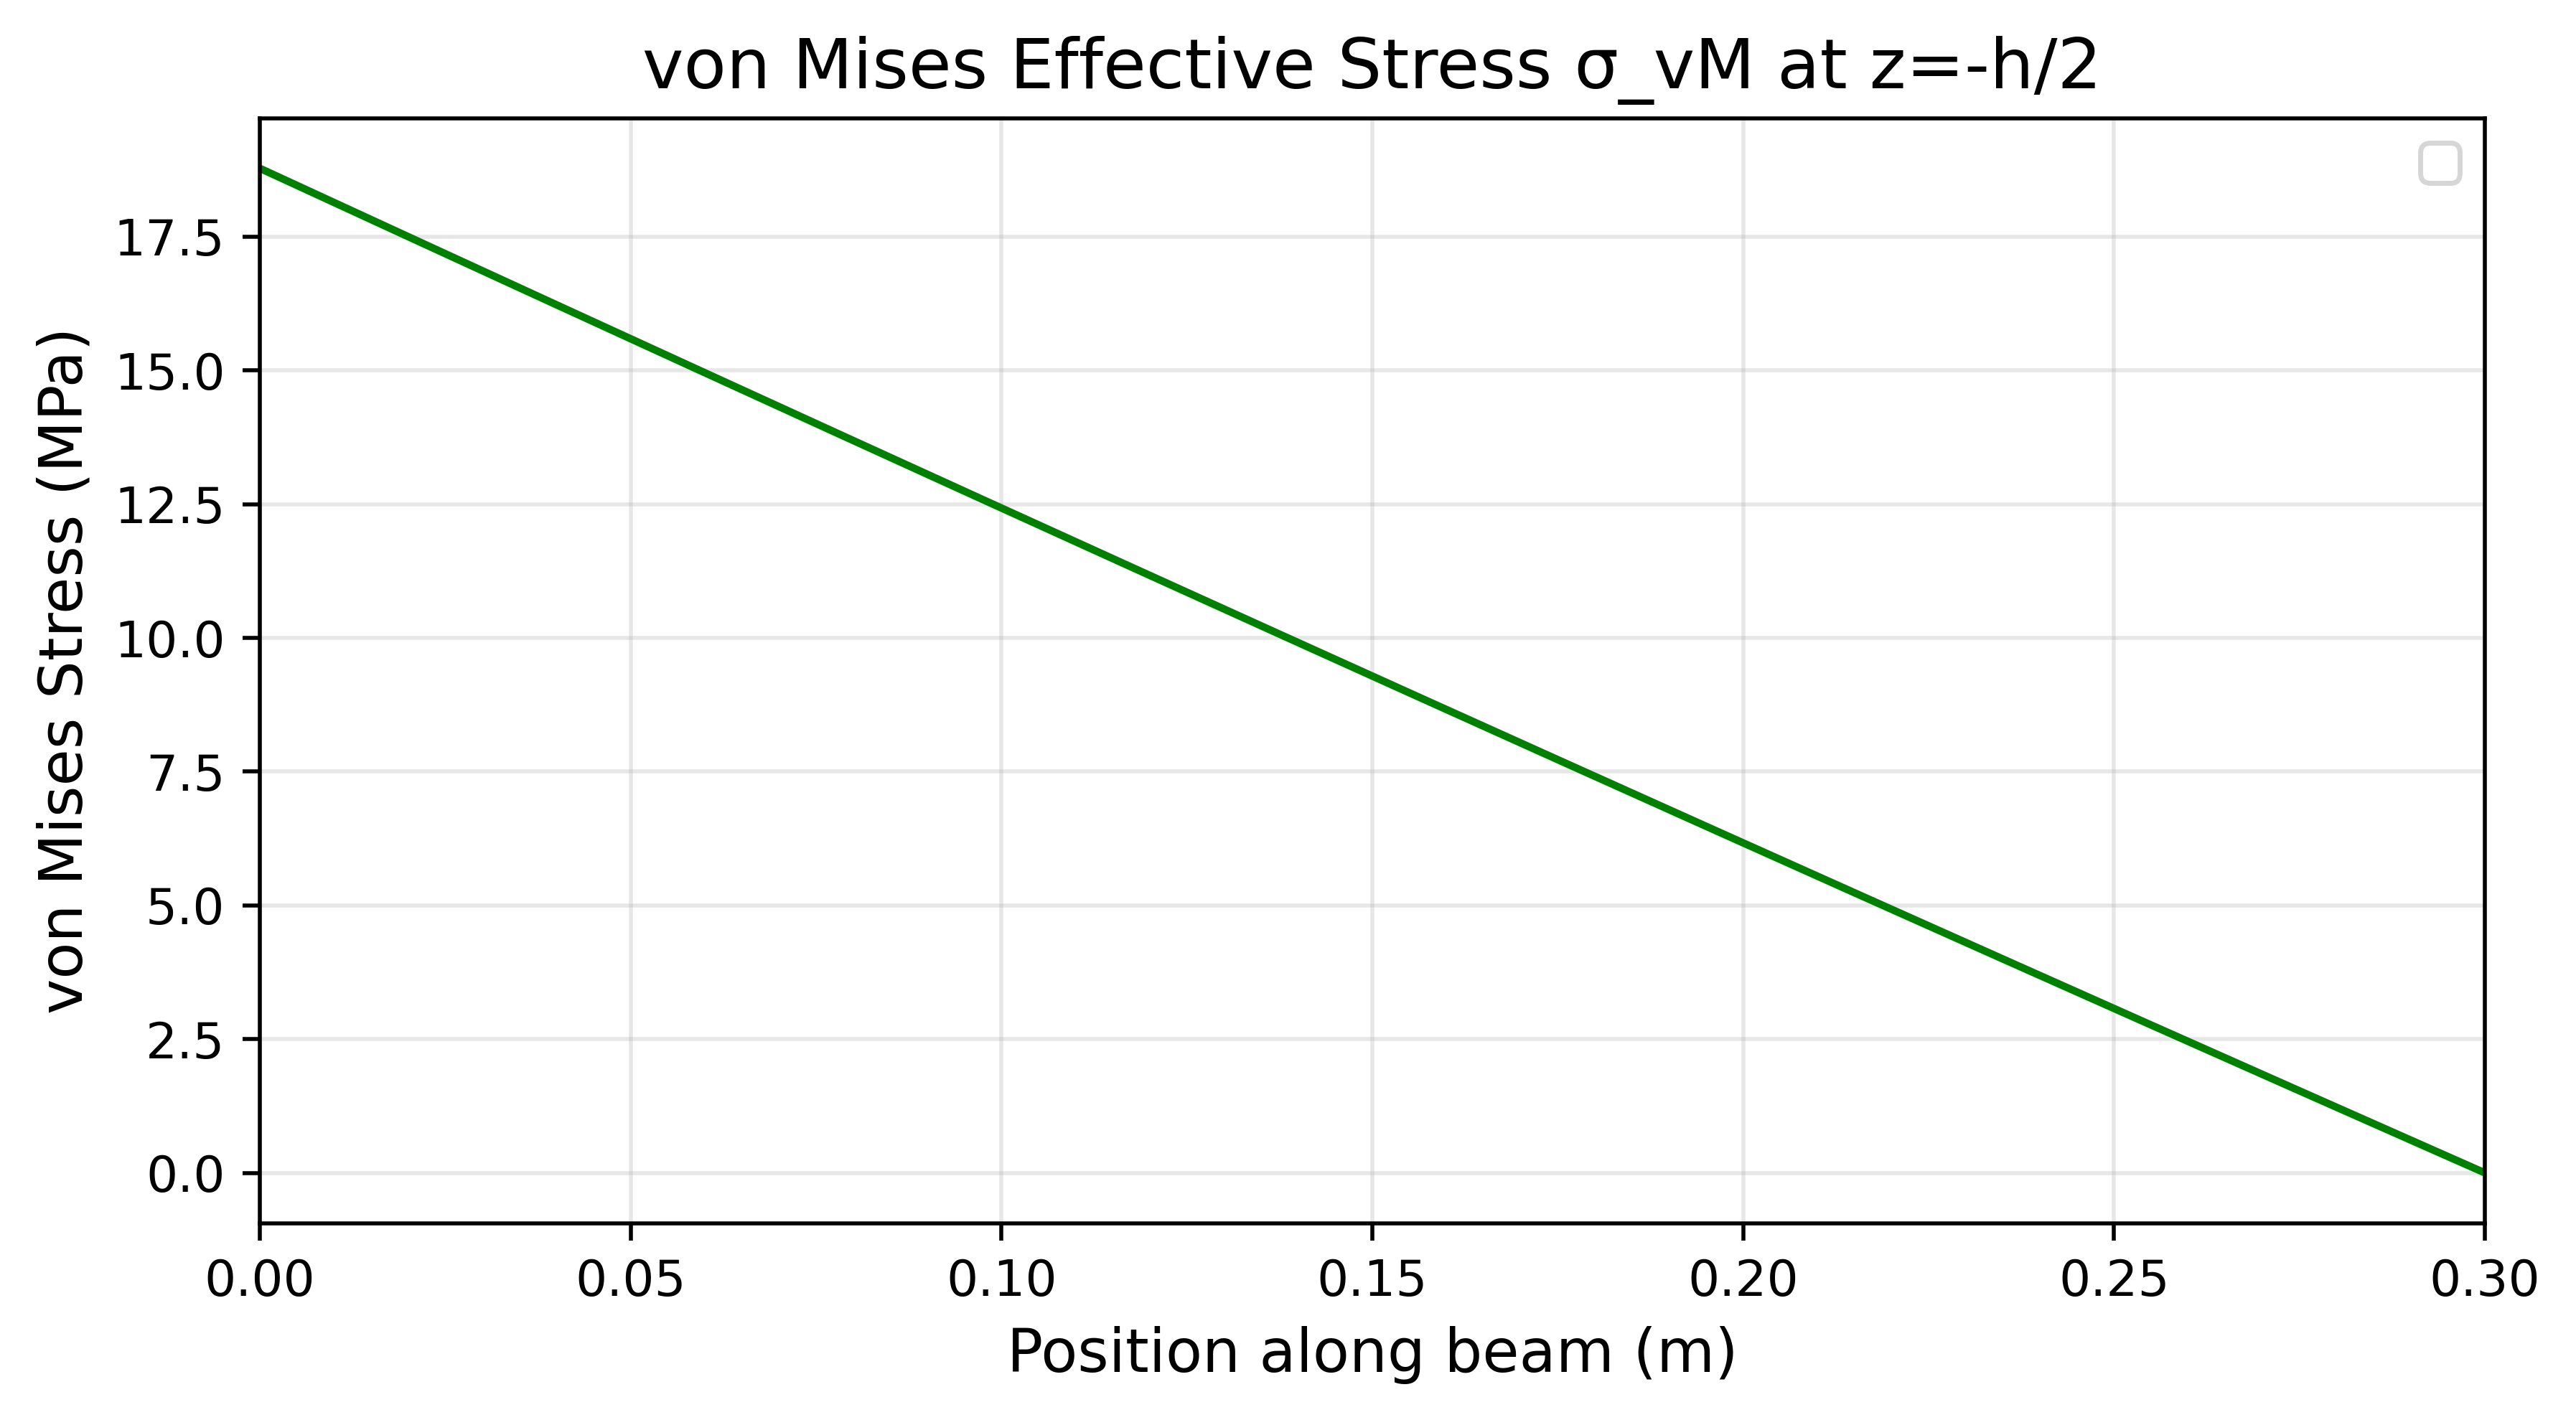 von Mises Effective Stress σ_vM at z=-h/2
von Mises Stress (MPa)
17.5
15.0
12.5
10.0
7.5
5.0
2.5
0.0
0.00 0.05 0.10 0.15 0.20 0.25 0.30
Position along beam (m)